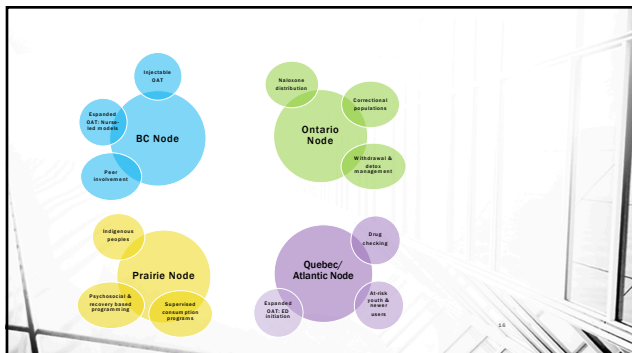 Injectable
OAT
Expanded
OAT: Nurse-
led models
BC Node
Peer
involvement
Naloxone
distribution
Correctional
populations
Ontario
Node
Withdrawal &
detox
management
Indigenous
peoples
Prairie Node
Psychosocial &
recovery based
programming
Supervised
consumption
programs
Drug
checking
Quebec/
Atlantic Node
Expanded
OAT: ED
initiation
At-risk
youth &
newer
users
16